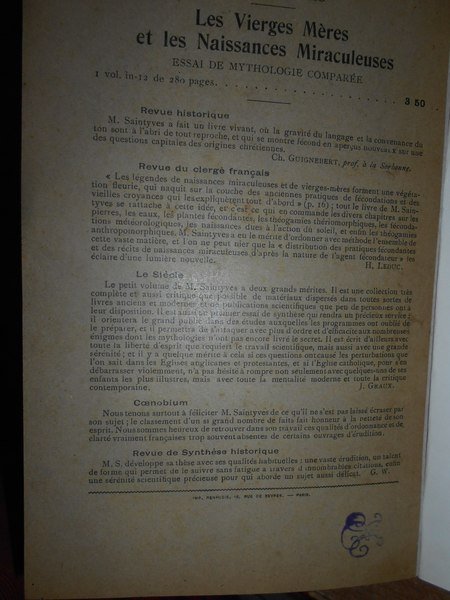 Les Vierges Mères
et les Naissances Miraculeuses
ESSAI DE MYTHOLOGIE COMPARÉE
1 vol. in-12 de 280 pages. . . . . . . . . . . . . . . . 3 50
Revue historique
M. Saintyves a fait un livre vivant, où la gravité du langage et la convenance du
ton sont à l'abri de tout reproche, et qui se montre fécond en aperçus nouveaux sur une
des questions capitales des origines chrétiennes.
CH. GUIGNEBERT, prof. à la Sorbonne.
Revue du clergé français
« Les légendes de naissances miraculeuses et de vierges-mères forment une végéta-
tion fleurie, qui naquit sur la couche des anciennes pratiques de fécondations et des
vieilles croyances qui les expliquèrent tout d'abord » (p. 10) ; tout le livre de M. Sain-
tyves se rattache à cette idée, et c'est ce qui en commande les divers chapitres sur les
pierres, les eaux, les plantes fécondantes, les théogamies thériomorphiques, les féconda-
tions météorologiques, les naissances dues à l'action du soleil, et enfin les théogamies
anthropomorphiques. M. Saintyves a eu le mérite d'ordonner avec méthode l'ensemble de
cette vaste matière, et l'on ne peut nier que la « distribution des pratiques fécondantes
et des récits de naissances miraculeuses d'après la nature de l'agent fécondateur » les
éclaire d'une lumière nouvelle.
H. LEDUC.
Le Siècle
Le petit volume de M. Saintyves a deux grands mérites. Il est une collection très
complète et aussi critique que possible de matériaux dispersés dans toutes sortes de
livres anciens et modernes et de publications scientifiques que peu de personnes ont à
leur disposition. Il est aussi un premier essai de synthèse qui rendra un précieux service ;
il orientera le grand public dans des études auxquelles les programmes ont oublié de
le préparer, et il permettra de s'attaquer avec plus d'ordre et d'efficacité aux nombreuses
énigmes dont les mythologies n'ont pas encore livré le secret. Il est écrit d'ailleurs avec
toute la liberté d'esprit que requiert le travail scientifique, mais aussi avec une grande
sérénité ; et il y a quelque mérite à cela si ces questions ont causé les perturbations que
l'on sait dans les Églises anglicanes et protestantes, et si l'Église catholique, pour s'en
débarrasser violemment, n'a pas hésité à rompre non seulement avec quelques-uns de ses
enfants les plus illustres, mais avec toute la mentalité moderne et toute la critique
contemporaine.
J. GRAUX.
Cœnobium
Nous tenons surtout à féliciter M. Saintyves de ce qu'il ne s'est pas laissé écraser par
son sujet ; le classement d'un si grand nombre de faits fait honneur à la netteté de son
esprit. Nous sommes heureux de retrouver dans son travail ces qualités d'ordonnance et de
clarté vraiment françaises trop souvent absentes de certains ouvrages d'érudition.
Revue de Synthèse historique
M. S. développe sa thèse avec ses qualités habituelles : une vaste érudition, un talent
de forme qui permet de le suivre sans fatigue à travers d'innombrables citations, enfin
une sérénité scientifique précieuse pour qui aborde un sujet aussi délicat. G. W.
PARIS.